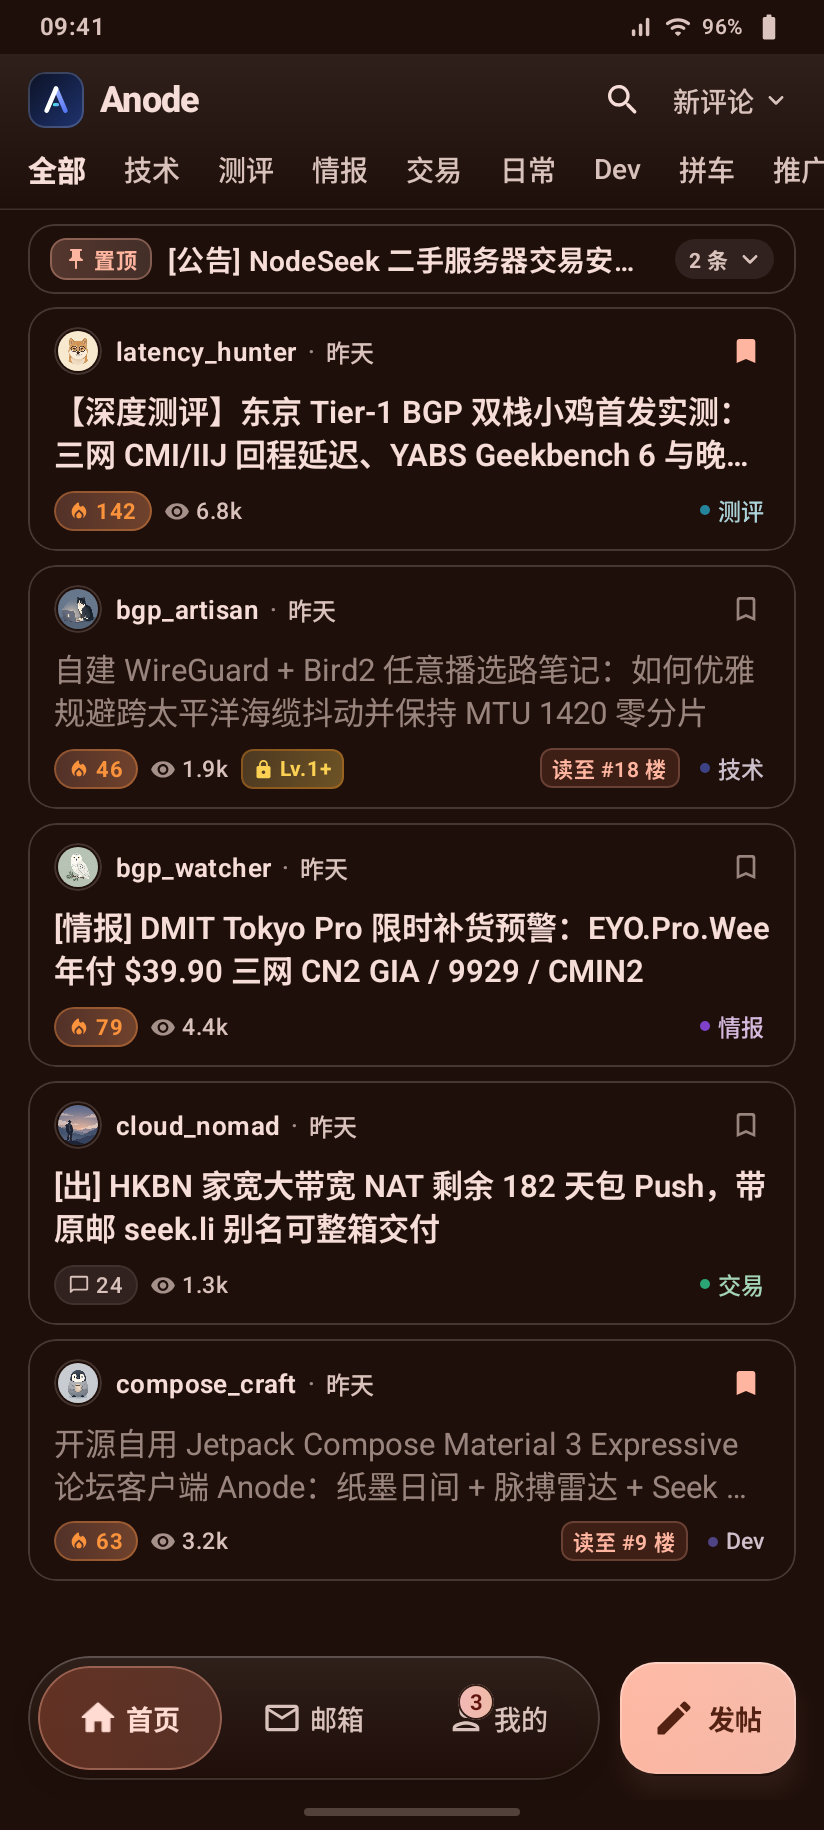 09:41
96%
Anode
新评论
全部 技术 测评 情报 交易 日常 Dev 拼车 推广
置顶 [公告] NodeSeek 二手服务器交易安… 2 条
latency_hunter · 昨天
【深度测评】东京 Tier-1 BGP 双栈小鸡首发实测：
三网 CMI/IIJ 回程延迟、YABS Geekbench 6 与晚…
142 6.8k 测评
bgp_artisan · 昨天
自建 WireGuard + Bird2 任意播选路笔记：如何优雅
规避跨太平洋海缆抖动并保持 MTU 1420 零分片
46 1.9k Lv.1+ 读至 #18 楼 技术
bgp_watcher · 昨天
[情报] DMIT Tokyo Pro 限时补货预警：EYO.Pro.Wee
年付 $39.90 三网 CN2 GIA / 9929 / CMIN2
79 4.4k 情报
cloud_nomad · 昨天
[出] HKBN 家宽大带宽 NAT 剩余 182 天包 Push，带
原邮 seek.li 别名可整箱交付
24 1.3k 交易
compose_craft · 昨天
开源自用 Jetpack Compose Material 3 Expressive
论坛客户端 Anode：纸墨日间 + 脉搏雷达 + Seek …
63 3.2k 读至 #9 楼 Dev
首页 邮箱 3 我的 发帖